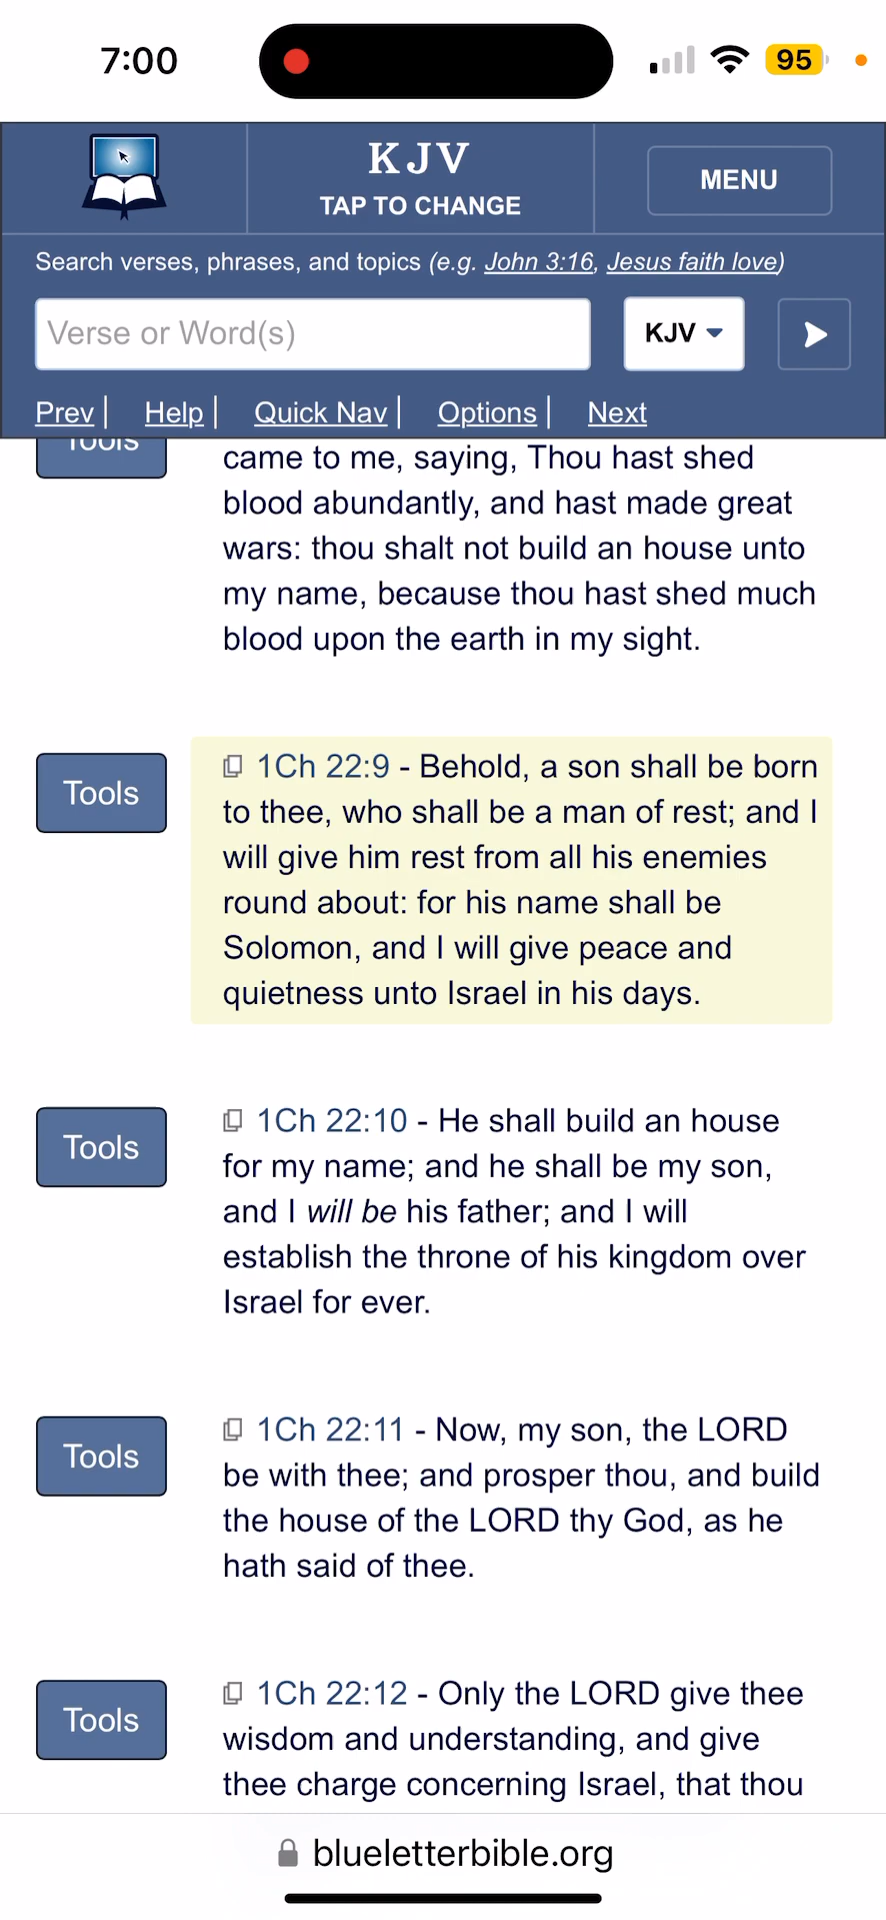 7:00
95
KJV
TAP TO CHANGE
MENU
Search verses, phrases, and topics (e.g. John 3:16, Jesus faith love)
Verse or Word(s)
KJV
Prev | Help | Quick Nav | Options | Next
Tools
came to me, saying, Thou hast shed
blood abundantly, and hast made great
wars: thou shalt not build an house unto
my name, because thou hast shed much
blood upon the earth in my sight.
Tools
1Ch 22:9 - Behold, a son shall be born
to thee, who shall be a man of rest; and I
will give him rest from all his enemies
round about: for his name shall be
Solomon, and I will give peace and
quietness unto Israel in his days.
Tools
1Ch 22:10 - He shall build an house
for my name; and he shall be my son,
and I will be his father; and I will
establish the throne of his kingdom over
Israel for ever.
Tools
1Ch 22:11 - Now, my son, the LORD
be with thee; and prosper thou, and build
the house of the LORD thy God, as he
hath said of thee.
Tools
1Ch 22:12 - Only the LORD give thee
wisdom and understanding, and give
thee charge concerning Israel, that thou
blueletterbible.org